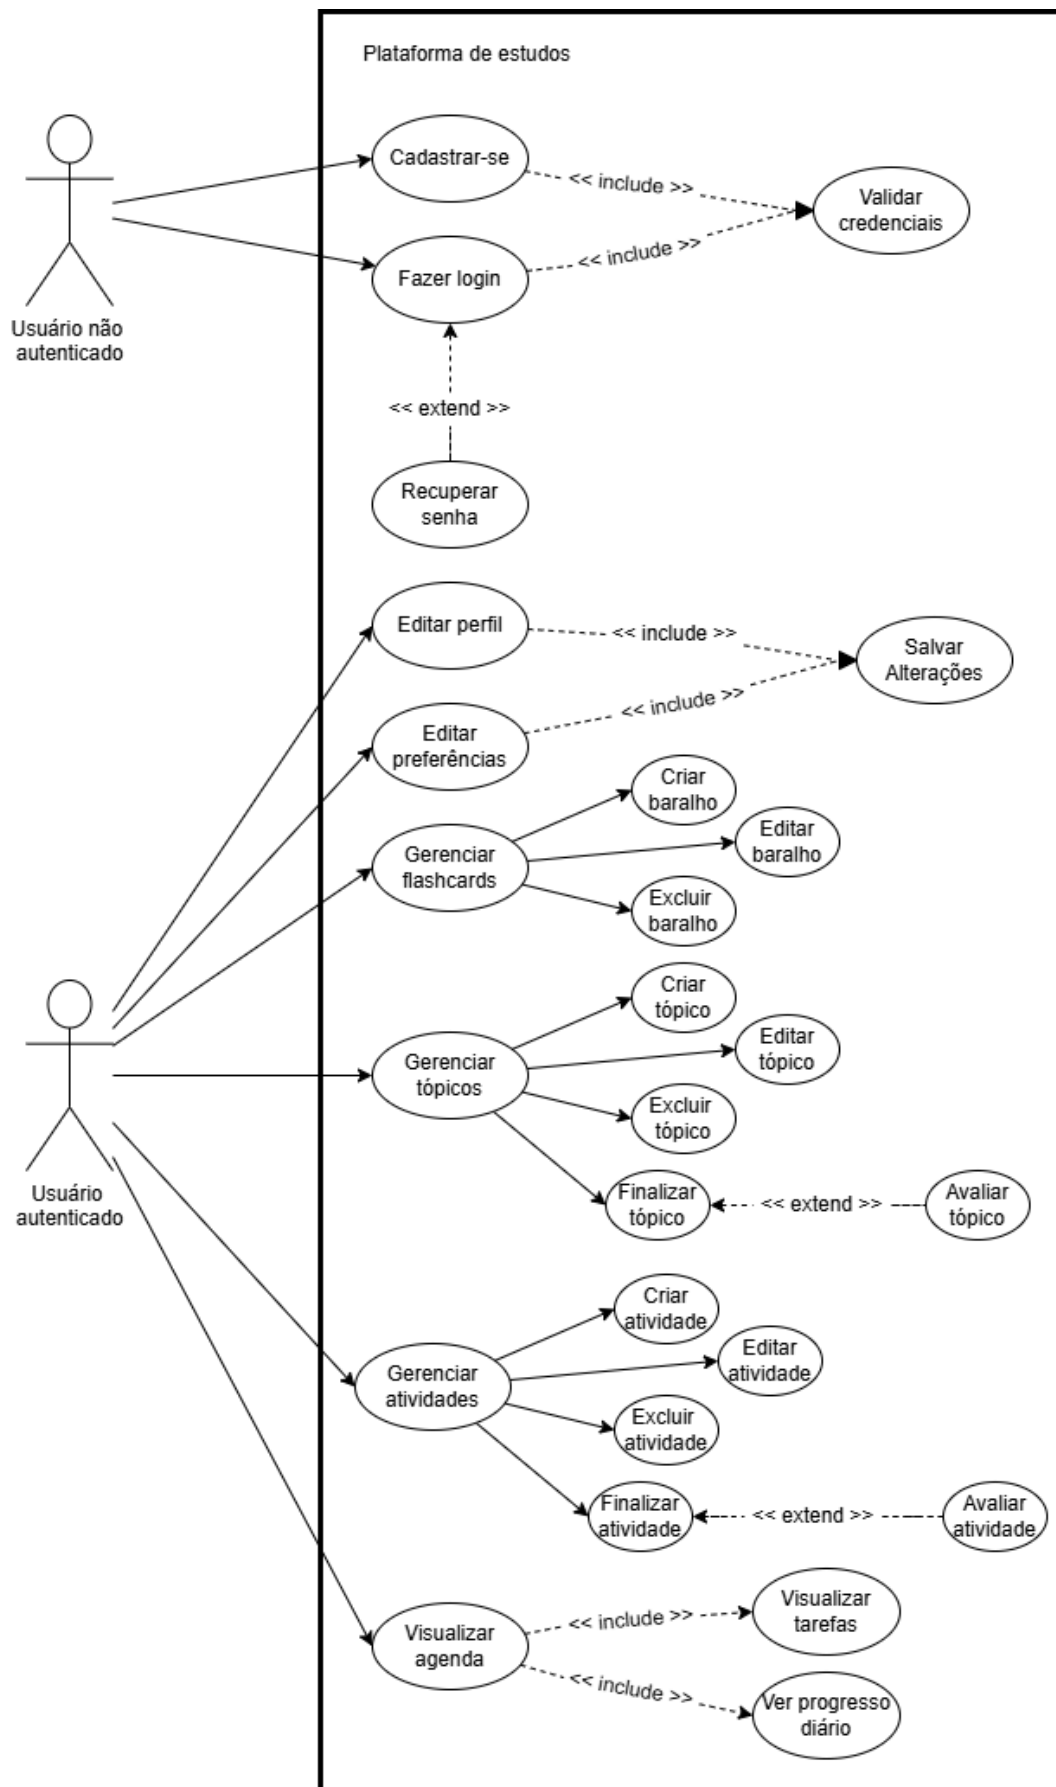 Plataforma de estudos
Cadastrar-se
<< include >>
Validar
credenciais
Fazer login
<< include >>
Usuário não
autenticado
<< extend >>
Recuperar
senha
Editar perfil
<< include >>
Salvar
Alterações
Editar
preferências
<< include >>
Criar
baralho
Gerenciar
flashcards
Editar
baralho
Excluir
baralho
Criar
tópico
Gerenciar
tópicos
Editar
tópico
Excluir
tópico
Usuário
autenticado
Finalizar
tópico
<< extend >>
Avaliar
tópico
Criar
atividade
Gerenciar
atividades
Editar
atividade
Excluir
atividade
Finalizar
atividade
<< extend >>
Avaliar
atividade
Visualizar
agenda
<< include >>
Visualizar
tarefas
<< include >>
Ver progresso
diário